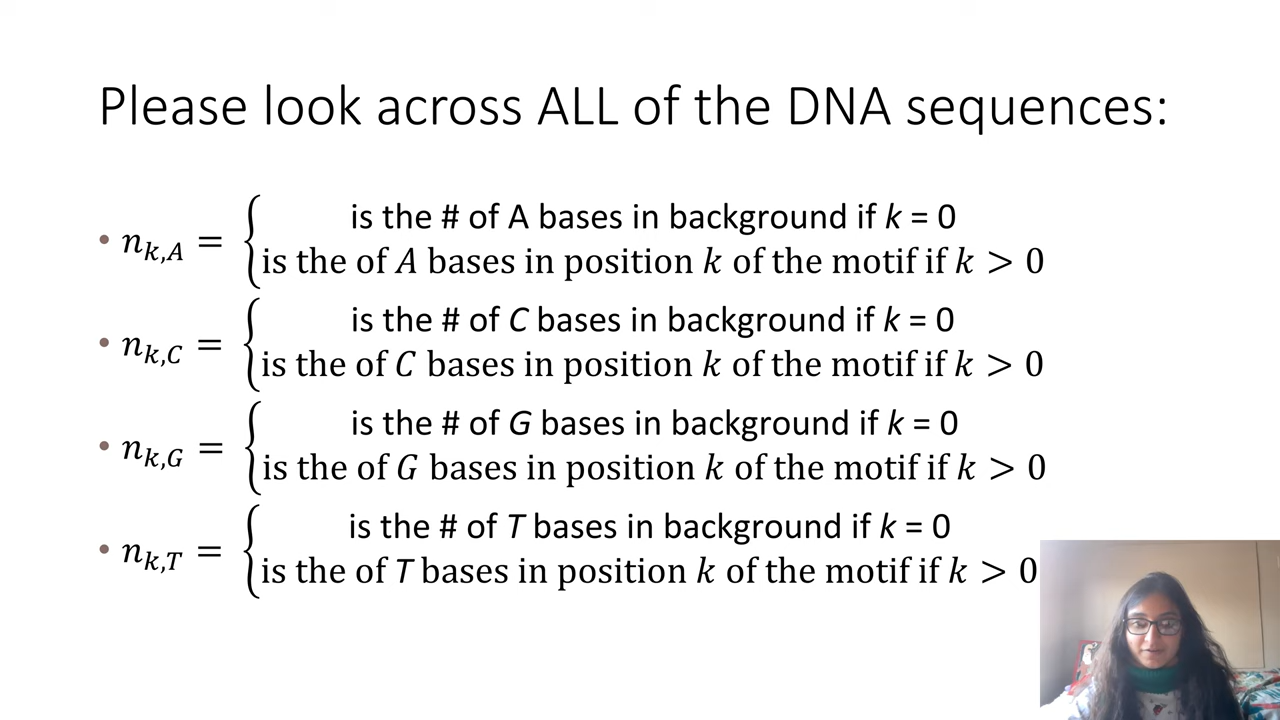 Please look across ALL of the DNA sequences:
is the # of A bases in background if k = 0
• n_{k,A} = {
is the of A bases in position k of the motif if k > 0
is the # of C bases in background if k = 0
• n_{k,C} = {
is the of C bases in position k of the motif if k > 0
is the # of G bases in background if k = 0
• n_{k,G} = {
is the of G bases in position k of the motif if k > 0
is the # of T bases in background if k = 0
• n_{k,T} = {
is the of T bases in position k of the motif if k > 0